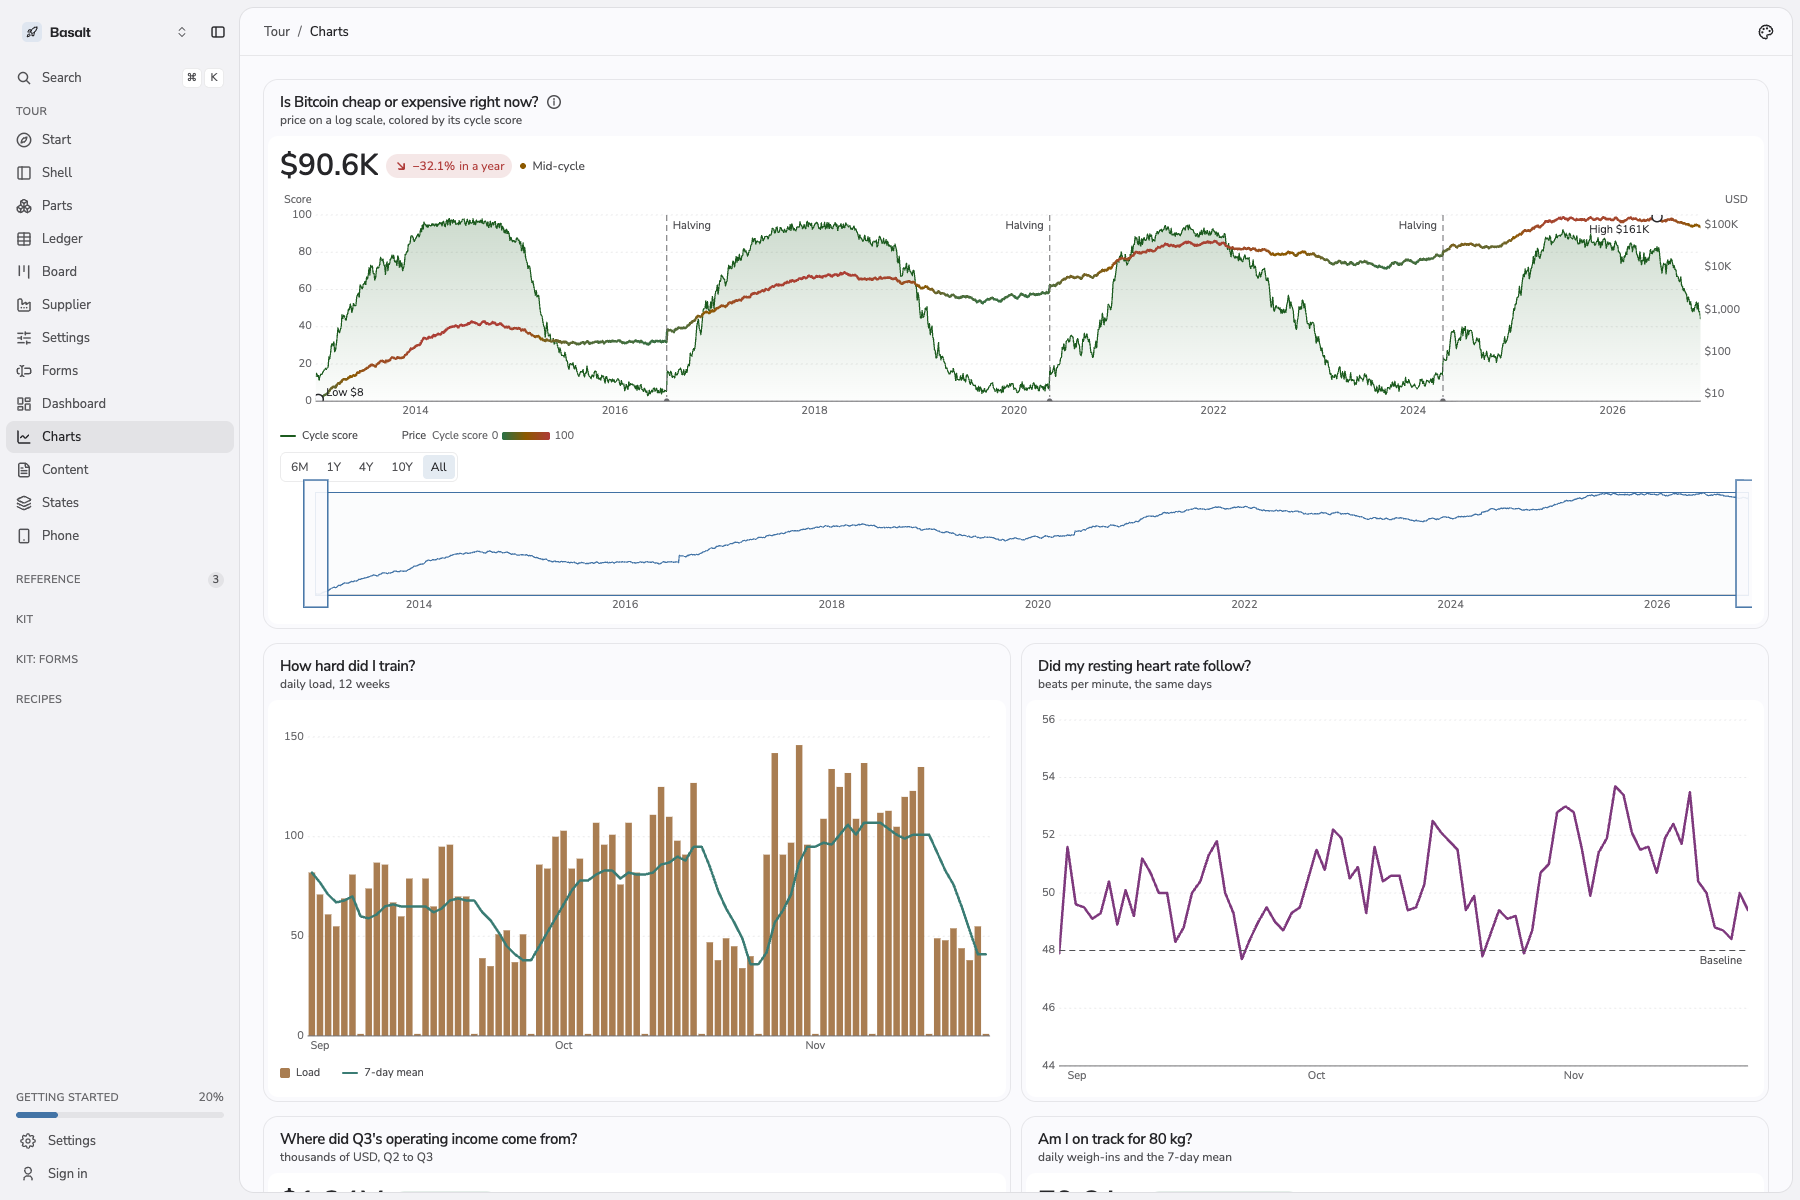 Basalt
Search ⌘ K
TOUR
Start
Shell
Parts
Ledger
Board
Supplier
Settings
Forms
Dashboard
Charts
Content
States
Phone
REFERENCE 3
KIT
KIT: FORMS
RECIPES
GETTING STARTED 20%
Settings
Sign in
Tour / Charts
Is Bitcoin cheap or expensive right now?
price on a log scale, colored by its cycle score
$90.6K −32.1% in a year Mid-cycle
Score USD
100
80
60
40
20
0
Halving
Halving
Halving
High $161K
Low $8
$100K
$10K
$1,000
$100
$10
2014 2016 2018 2020 2022 2024 2026
Cycle score Price Cycle score 0 100
6M 1Y 4Y 10Y All
2014 2016 2018 2020 2022 2024 2026
How hard did I train?
daily load, 12 weeks
150
100
50
0
Sep Oct Nov
Load 7-day mean
Did my resting heart rate follow?
beats per minute, the same days
56
54
52
50
48
46
44
Baseline
Sep Oct Nov
Where did Q3's operating income come from?
thousands of USD, Q2 to Q3
Am I on track for 80 kg?
daily weigh-ins and the 7-day mean